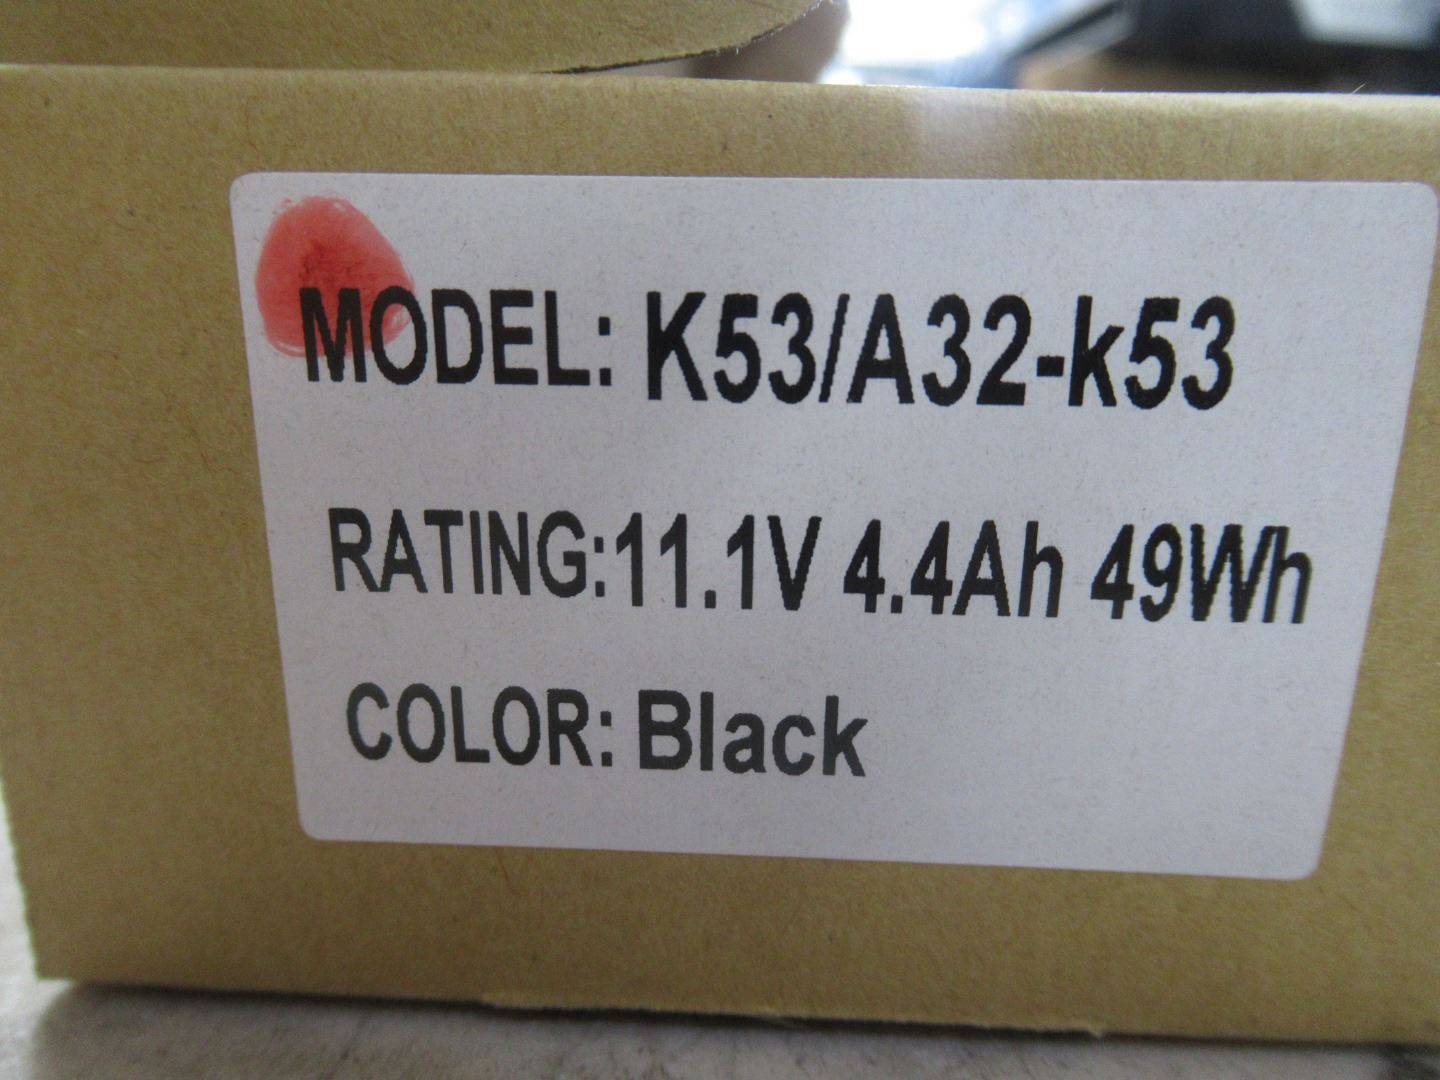 MODEL: K53/A32-k53
RATING:11.1V 4.4Ah 49Wh
COLOR: Black